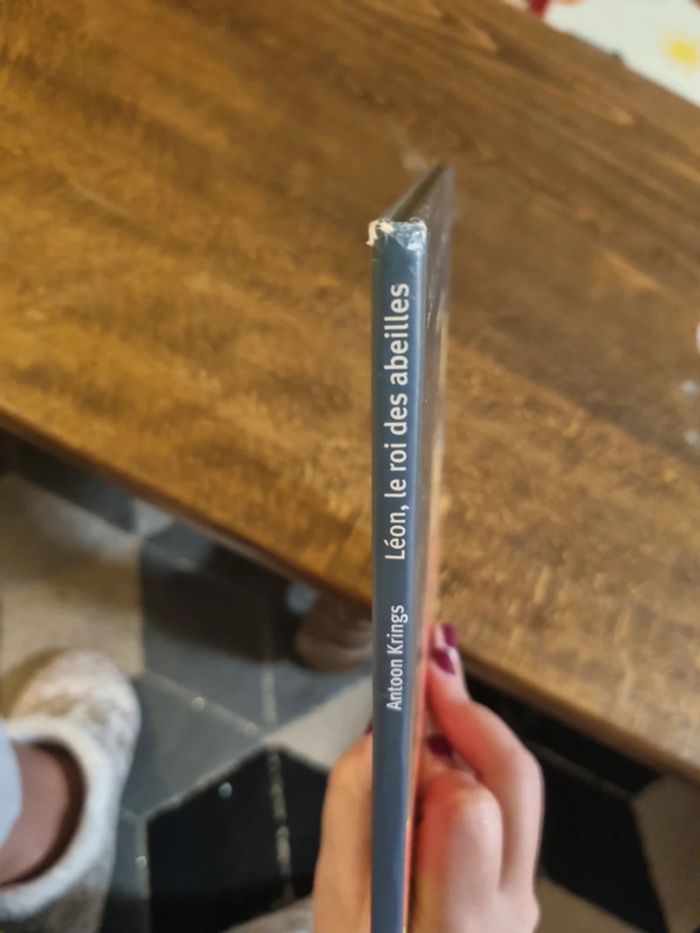 Antoon Krings
Léon, le roi des abeilles